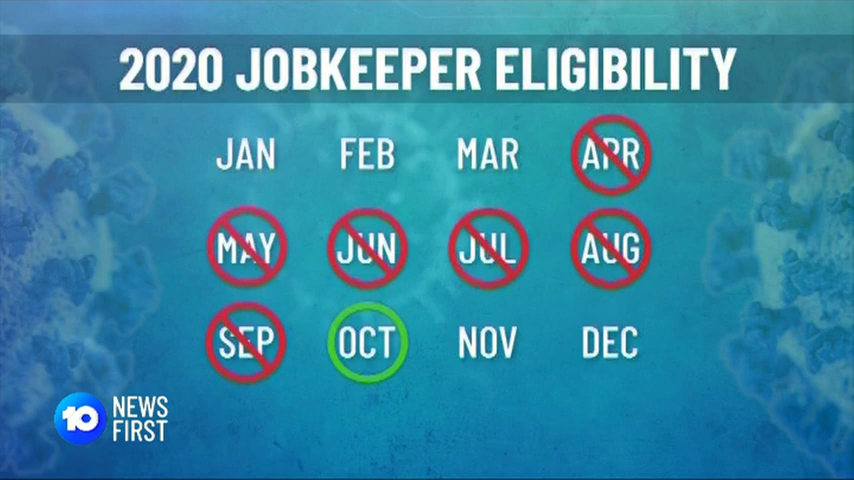 2020 JOBKEEPER ELIGIBILITY
JAN FEB MAR APR
MAY JUN JUL AUG
SEP OCT NOV DEC
10 NEWS
FIRST